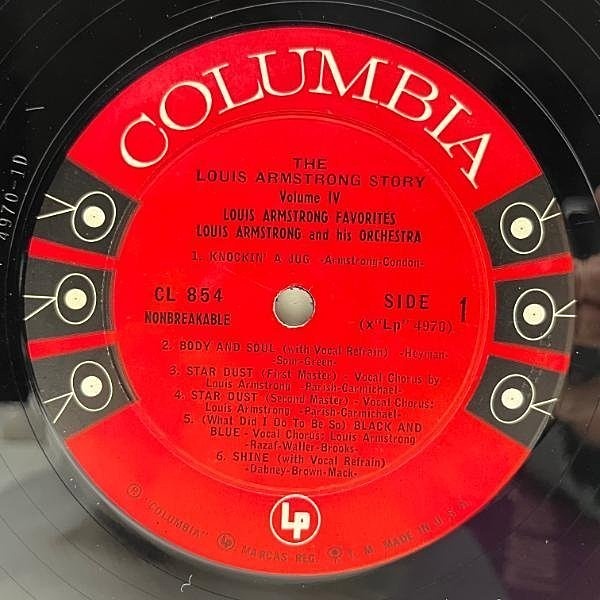 COLUMBIA
THE
LOUIS ARMSTRONG STORY
Volume IV
LOUIS ARMSTRONG FAVORITES
LOUIS ARMSTRONG and his ORCHESTRA
1. KNOCKIN' A JUG -Armstrong-Condon-
CL 854
NONBREAKABLE
SIDE 1
(x"Lp" 4970)
2. BODY AND SOUL (with Vocal Refrain) -Heyman-
Sour-Green-
3. STAR DUST (First Master) - Vocal Chorus by
Louis Armstrong -Parish-Carmichael-
4. STAR DUST (Second Master) - Vocal Chorus:
Louis Armstrong -Parish-Carmichael-
5. (What Did I Do To Be So) BLACK AND
BLUE - Vocal Chorus: Louis Armstrong
-Razaf-Waller-Brooks-
6. SHINE (with Vocal Refrain)
-Dabney-Brown-Mack-
Lp
® "COLUMBIA" Lp MARCAS REG. T. M. MADE IN U.S.A.
4970-1D